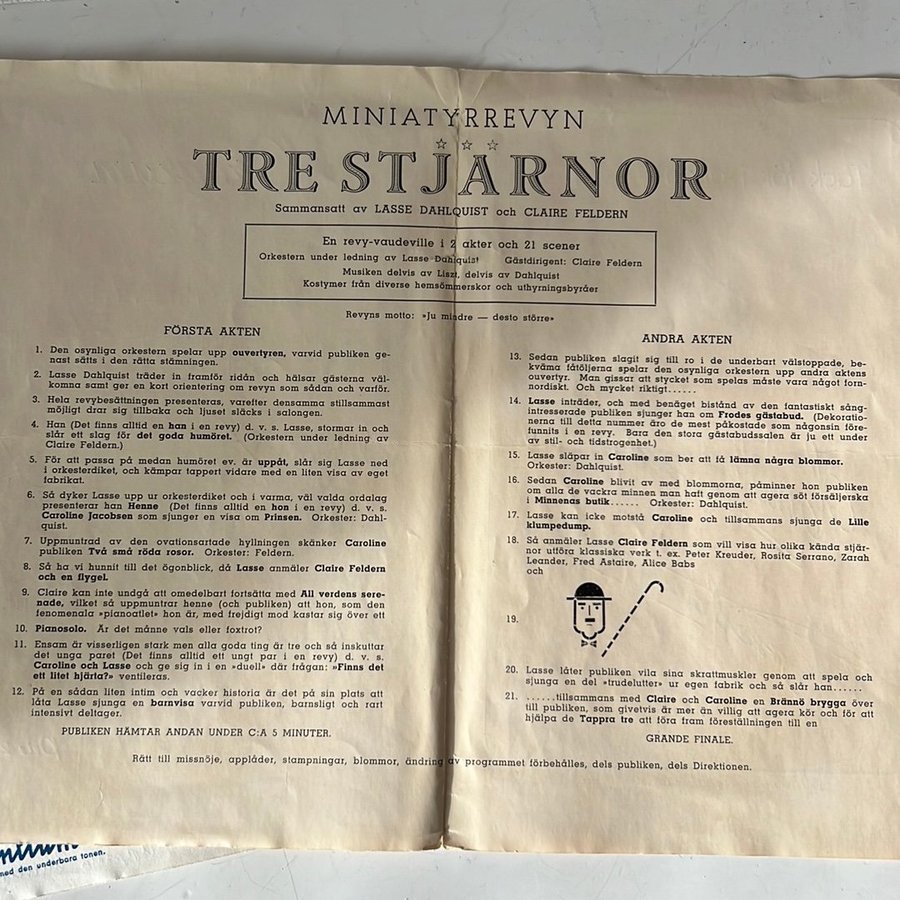 MINIATYRREVYN
TRE STJÄRNOR
Sammansatt av LASSE DAHLQUIST och CLAIRE FELDERN
En revy-vaudeville i 2 akter och 21 scener
Orkestern under ledning av Lasse Dahlquist Gästdirigent: Claire Feldern
Musiken delvis av Liszt, delvis av Dahlquist
Kostymer från diverse hemsömmerskor och uthyrningsbyråer
Revyns motto: »Ju mindre — desto större»
FÖRSTA AKTEN
1. Den osynliga orkestern spelar upp ouvertyren, varvid publiken ge-
nast sätts i den rätta stämningen.
2. Lasse Dahlquist träder in framför ridån och hälsar gästerna väl-
komna samt ger en kort orientering om revyn som sådan och varför.
3. Hela revybesättningen presenteras, varefter densamma stillsammast
möjligt drar sig tillbaka och ljuset släcks i salongen.
4. Han (Det finns alltid en han i en revy) d. v. s. Lasse, stormar in och
slår ett slag för det goda humöret. (Orkestern under ledning av
Claire Feldern.)
5. För att passa på medan humöret ev. är uppåt, slår sig Lasse ned
i orkesterdiket, och kämpar tappert vidare med en liten visa av eget
fabrikat.
6. Så dyker Lasse upp ur orkesterdiket och i varma, väl valda ordalag
presenterar han Henne (Det finns alltid en hon i en revy) d. v. s.
Caroline Jacobsen som sjunger en visa om Prinsen. Orkester: Dahl-
quist.
7. Uppmuntrad av den ovationsartade hyllningen skänker Caroline
publiken Två små röda rosor. Orkester: Feldern.
8. Så ha vi hunnit till det ögonblick, då Lasse anmäler Claire Feldern
och en flygel.
9. Claire kan inte undgå att omedelbart fortsätta med All verdens sere-
nade, vilket så uppmuntrar henne (och publiken) att hon, som den
fenomenala »pianoatlet» hon är, med frejdigt mod kastar sig över ett
10. Pianosolo. Är det månne vals eller foxtrot?
11. Ensam är visserligen stark men alla goda ting är tre och så inskuttar
det unga paret (Det finns alltid ett ungt par i en revy) d. v. s.
Caroline och Lasse och ge sig in i en »duell» där frågan: »Finns det
ett litet hjärta?» ventileras.
12. På en sådan liten intim och vacker historia är det på sin plats att
låta Lasse sjunga en barnvisa varvid publiken, barnsligt och rart
intensivt deltager.
PUBLIKEN HÄMTAR ANDAN UNDER C:A 5 MINUTER.
ANDRA AKTEN
13. Sedan publiken slagit sig till ro i de underbart välstoppade, be-
kväma fåtöljerna spelar den osynliga orkestern upp andra aktens
ouvertyr. Man gissar att stycket som spelas måste vara något forn-
nordiskt. Och mycket riktigt......
14. Lasse inträder, och med benäget bistånd av den fantastiskt sång-
intresserade publiken sjunger han om Frodes gästabud. (Dekoratio-
nerna till detta nummer äro de mest påkostade som någonsin före-
funnits i en revy. Bara den stora gästabudssalen är ju ett under
av stil- och tidstrogenhet.)
15. Lasse släpar in Caroline som ber att få lämna några blommor.
Orkester: Dahlquist.
16. Sedan Caroline blivit av med blommorna, påminner hon publiken
om alla de vackra minnen man haft genom att agera söt försäljerska
i Minnenas butik...... Orkester: Dahlquist.
17. Lasse kan icke motstå Caroline och tillsammans sjunga de Lille
klumpedump.
18. Så anmäler Lasse Claire Feldern som vill visa hur olika kända stjär-
nor utföra klassiska verk t. ex. Peter Kreuder, Rosita Serrano, Zarah
Leander, Fred Astaire, Alice Babs
och
19.
20. Lasse låter publiken vila sina skrattmuskler genom att spela och
sjunga en del »trudelutter» ur egen fabrik och så slår han......
21. ......tillsammans med Claire och Caroline en Brännö brygga över
till publiken, som givetvis är mer än villig att agera kör och för att
hjälpa de Tappra tre att föra fram föreställningen till en
GRANDE FINALE.
Rätt till missnöje, applåder, stampningar, blommor, ändring av programmet förbehålles, dels publiken, dels Direktionen.
med den underbara tonen.